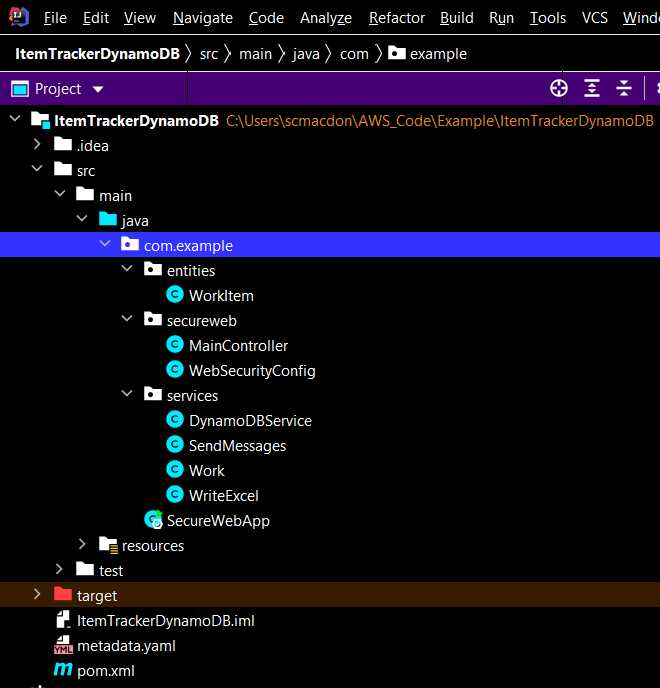 File Edit View Navigate Code Analyze Refactor Build Run Tools VCS
ItemTrackerDynamoDB > src > main > java > com > example
Project
ItemTrackerDynamoDB C:\Users\scmacdon\AWS_Code\Example\ItemTrackerDynamoDB
.idea
src
main
java
com.example
entities
WorkItem
secureweb
MainController
WebSecurityConfig
services
DynamoDBService
SendMessages
Work
WriteExcel
SecureWebApp
resources
test
target
ItemTrackerDynamoDB.iml
metadata.yaml
pom.xml